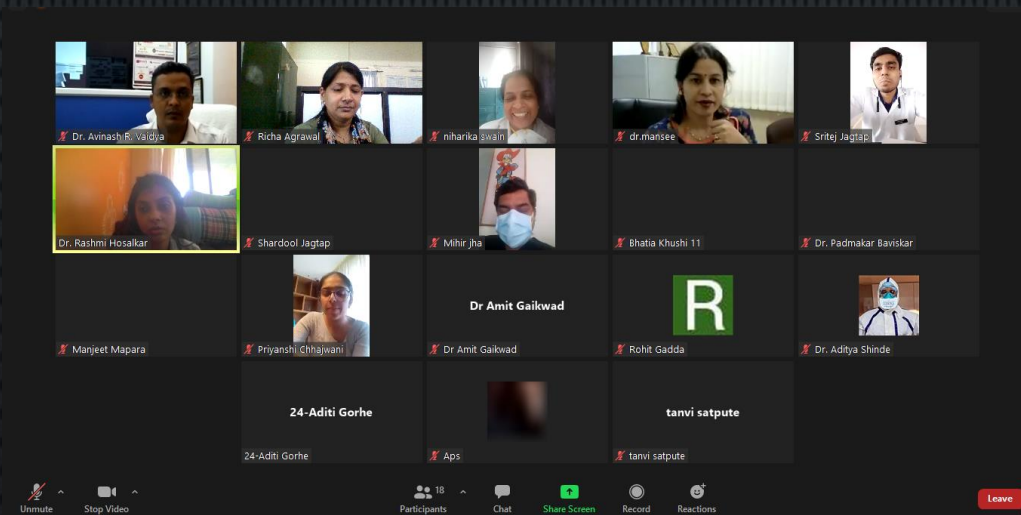 Dr. Avinash R. Vaidya
Richa Agrawal
niharika swain
dr.mansee
Sritej Jagtap
Dr. Rashmi Hosalkar
Shardool Jagtap
Mihir jha
Bhatia Khushi 11
Dr. Padmakar Baviskar
Manjeet Mapara
Priyanshi Chhajwani
Dr Amit Gaikwad
Dr Amit Gaikwad
R
Rohit Gadda
Dr. Aditya Shinde
24-Aditi Gorhe
24-Aditi Gorhe
Aps
tanvi satpute
tanvi satpute
Unmute
Stop Video
18
Participants
Chat
Share Screen
Record
Reactions
Leave